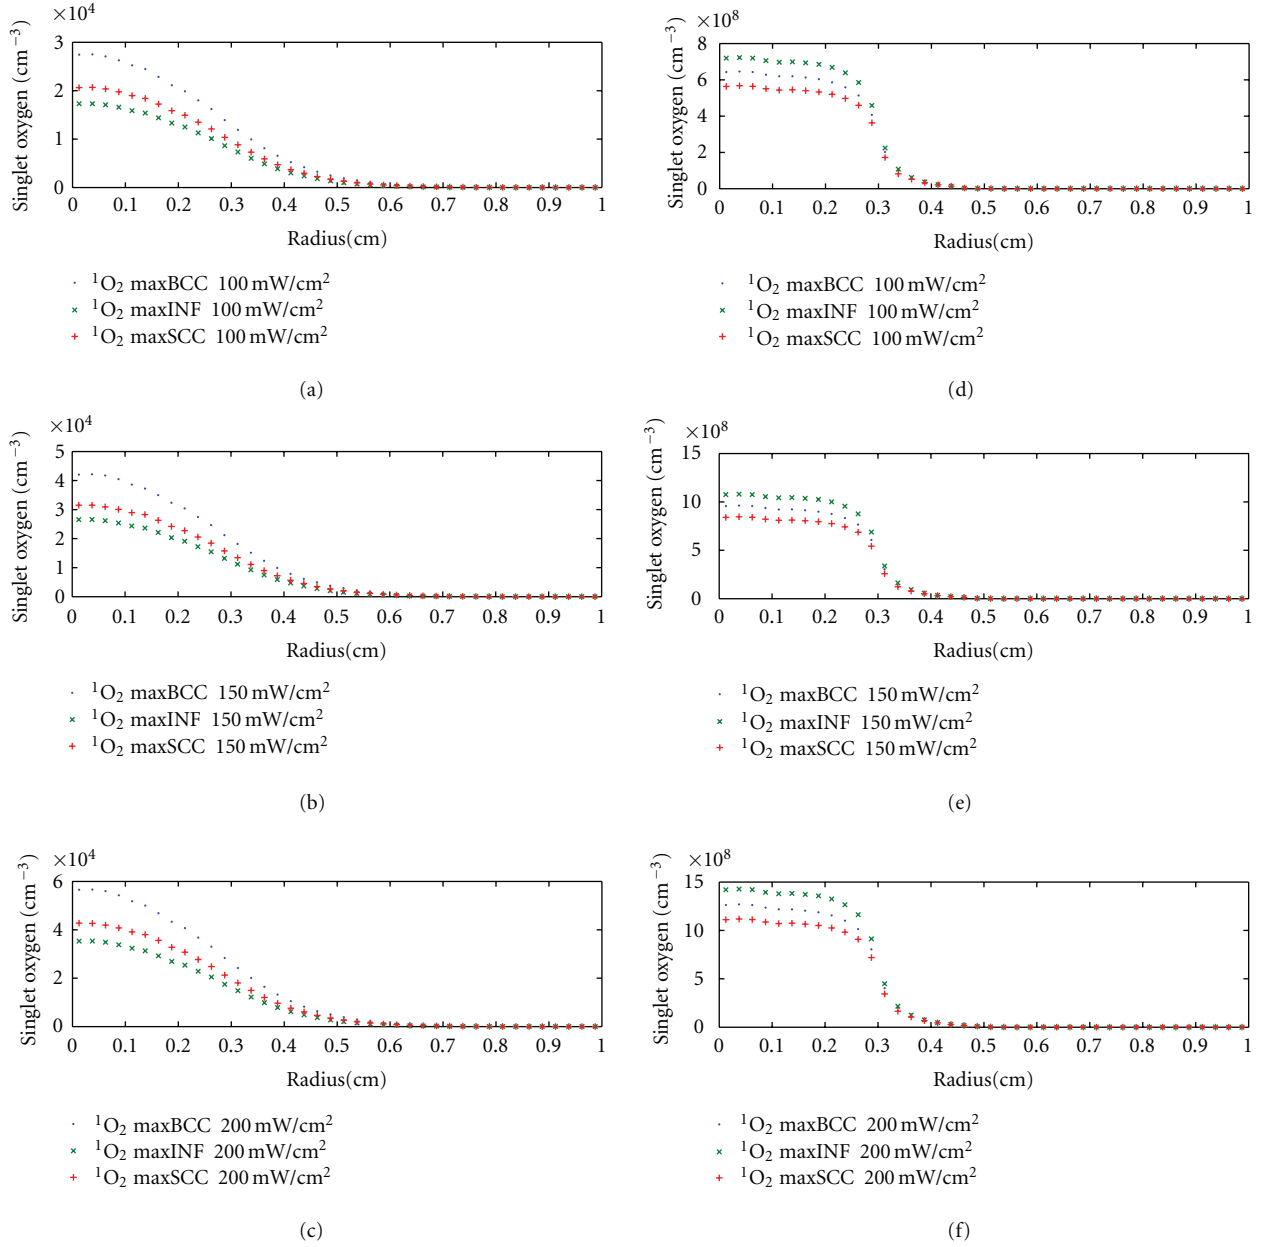 ×10⁴
Singlet oxygen (cm⁻³)
3
2
1
0
0 0.1 0.2 0.3 0.4 0.5 0.6 0.7 0.8 0.9 1
Radius(cm)
¹O₂ maxBCC 100 mW/cm²
¹O₂ maxINF 100 mW/cm²
¹O₂ maxSCC 100 mW/cm²
(a)
×10⁸
Singlet oxygen (cm⁻³)
8
6
4
2
0
0 0.1 0.2 0.3 0.4 0.5 0.6 0.7 0.8 0.9 1
Radius(cm)
¹O₂ maxBCC 100 mW/cm²
¹O₂ maxINF 100 mW/cm²
¹O₂ maxSCC 100 mW/cm²
(d)
×10⁴
Singlet oxygen (cm⁻³)
5
4
3
2
1
0
0 0.1 0.2 0.3 0.4 0.5 0.6 0.7 0.8 0.9 1
Radius(cm)
¹O₂ maxBCC 150 mW/cm²
¹O₂ maxINF 150 mW/cm²
¹O₂ maxSCC 150 mW/cm²
(b)
×10⁸
Singlet oxygen (cm⁻³)
15
10
5
0
0 0.1 0.2 0.3 0.4 0.5 0.6 0.7 0.8 0.9 1
Radius(cm)
¹O₂ maxBCC 150 mW/cm²
¹O₂ maxINF 150 mW/cm²
¹O₂ maxSCC 150 mW/cm²
(e)
×10⁴
Singlet oxygen (cm⁻³)
6
4
2
0
0 0.1 0.2 0.3 0.4 0.5 0.6 0.7 0.8 0.9 1
Radius(cm)
¹O₂ maxBCC 200 mW/cm²
¹O₂ maxINF 200 mW/cm²
¹O₂ maxSCC 200 mW/cm²
(c)
×10⁸
Singlet oxygen (cm⁻³)
15
10
5
0
0 0.1 0.2 0.3 0.4 0.5 0.6 0.7 0.8 0.9 1
Radius(cm)
¹O₂ maxBCC 200 mW/cm²
¹O₂ maxINF 200 mW/cm²
¹O₂ maxSCC 200 mW/cm²
(f)